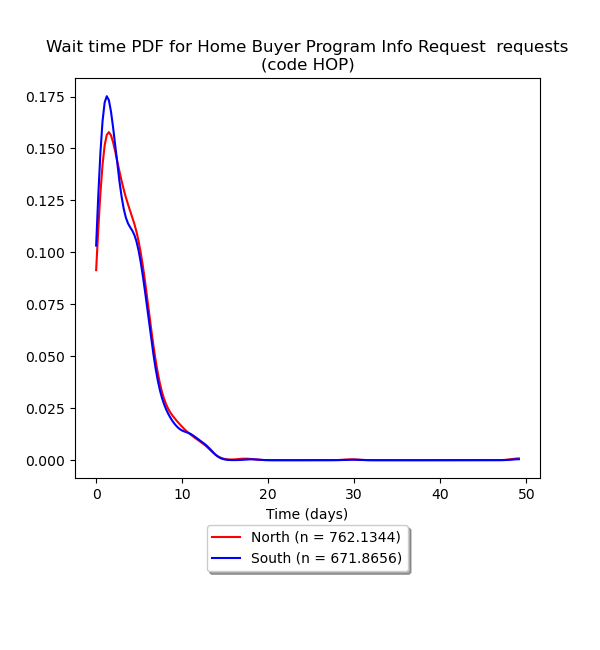 Wait time PDF for Home Buyer Program Info Request  requests
(code HOP)
0.175
0.150
0.125
0.100
0.075
0.050
0.025
0.000
0 10 20 30 40 50
Time (days)
North (n = 762.1344)
South (n = 671.8656)